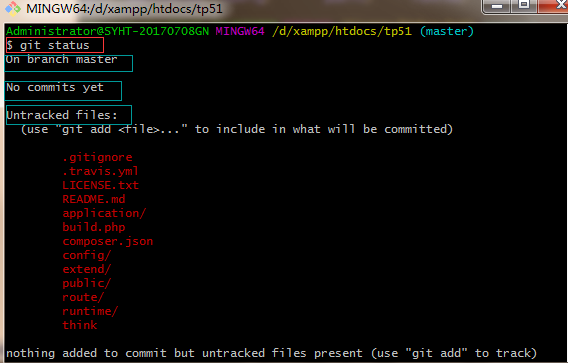 MINGW64:/d/xampp/htdocs/tp51
Administrator@SYHT-20170708GN MINGW64 /d/xampp/htdocs/tp51 (master)
$ git status
On branch master
No commits yet
Untracked files:
(use "git add <file>..." to include in what will be committed)
.gitignore
.travis.yml
LICENSE.txt
README.md
application/
build.php
composer.json
config/
extend/
public/
route/
runtime/
think
nothing added to commit but untracked files present (use "git add" to track)